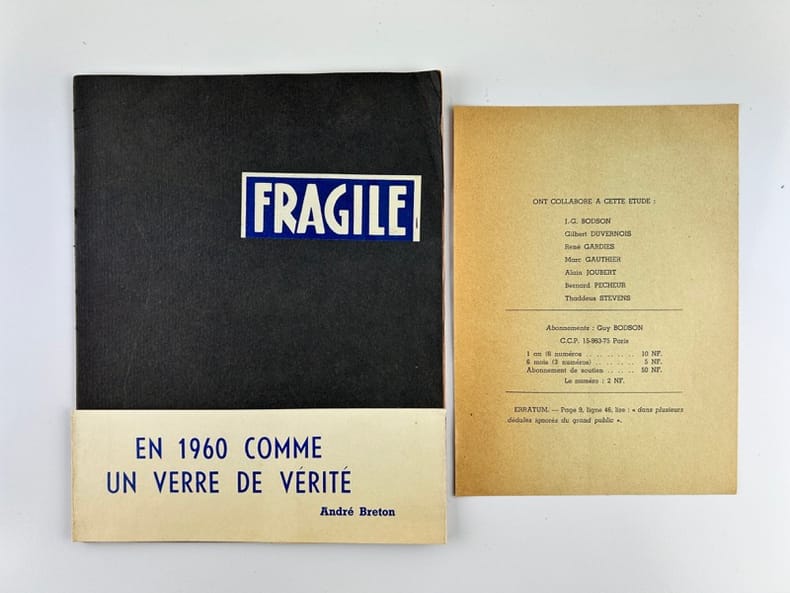 FRAGILE
EN 1960 COMME
UN VERRE DE VÉRITÉ
André Breton
ONT COLLABORE A CETTE ETUDE :
J.-G. BODSON
Gilbert DUVERNOIS
René GARDIES
Marc GAUTHIER
Alain JOUBERT
Bernard PECHEUR
Thaddeus STEVENS
Abonnements : Guy BODSON
C.C.P. 15-963-75 Paris
1 an (6 numéros . . . . . . . 10 NF.
6 mois (3 numéros) . . . . . 5 NF.
Abonnement de soutien . . . . . 50 NF.
Le numéro : 2 NF.
ERRATUM. — Page 9, ligne 46, lire : « dans plusieurs
dédales ignorés du grand public ».